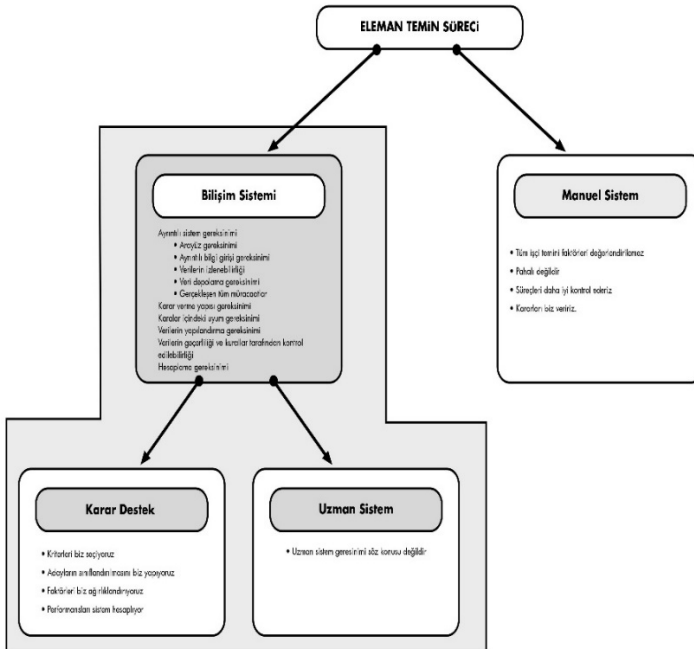 ELEMAN TEMİN SÜRECİ
Bilişim Sistemi
Ayrıntılı sistem gereksinimi
• Arayüz gereksinimi
• Ayrıntılı bilgi girişi gereksinimi
• Verilerin izlenebilirliği
• Veri depolama gereksinimi
• Gerçekleşen tüm müracaatlar
Karar verme yapısı gereksinimi
Karalar içindeki uyum gereksinimi
Verilerin yapılandırma gereksinimi
Verilerin geçerliliği ve kurallar tarafından kontrol
edilebilirliği
Hesaplama gereksinimi
Manuel Sistem
• Tüm işçi temini faktörleri değerlendirilemez
• Pahalı değildir
• Süreçleri daha iyi kontrol ederiz
• Kararları biz veririz.
Karar Destek
• Kriterleri biz seçiyoruz
• Adayların sınıflandırılmasını biz yapıyoruz
• Faktörleri biz ağırlıklandırıyoruz
• Performansları sistem hesaplıyor
Uzman Sistem
• Uzman sistem geresinimi söz konusu değildir